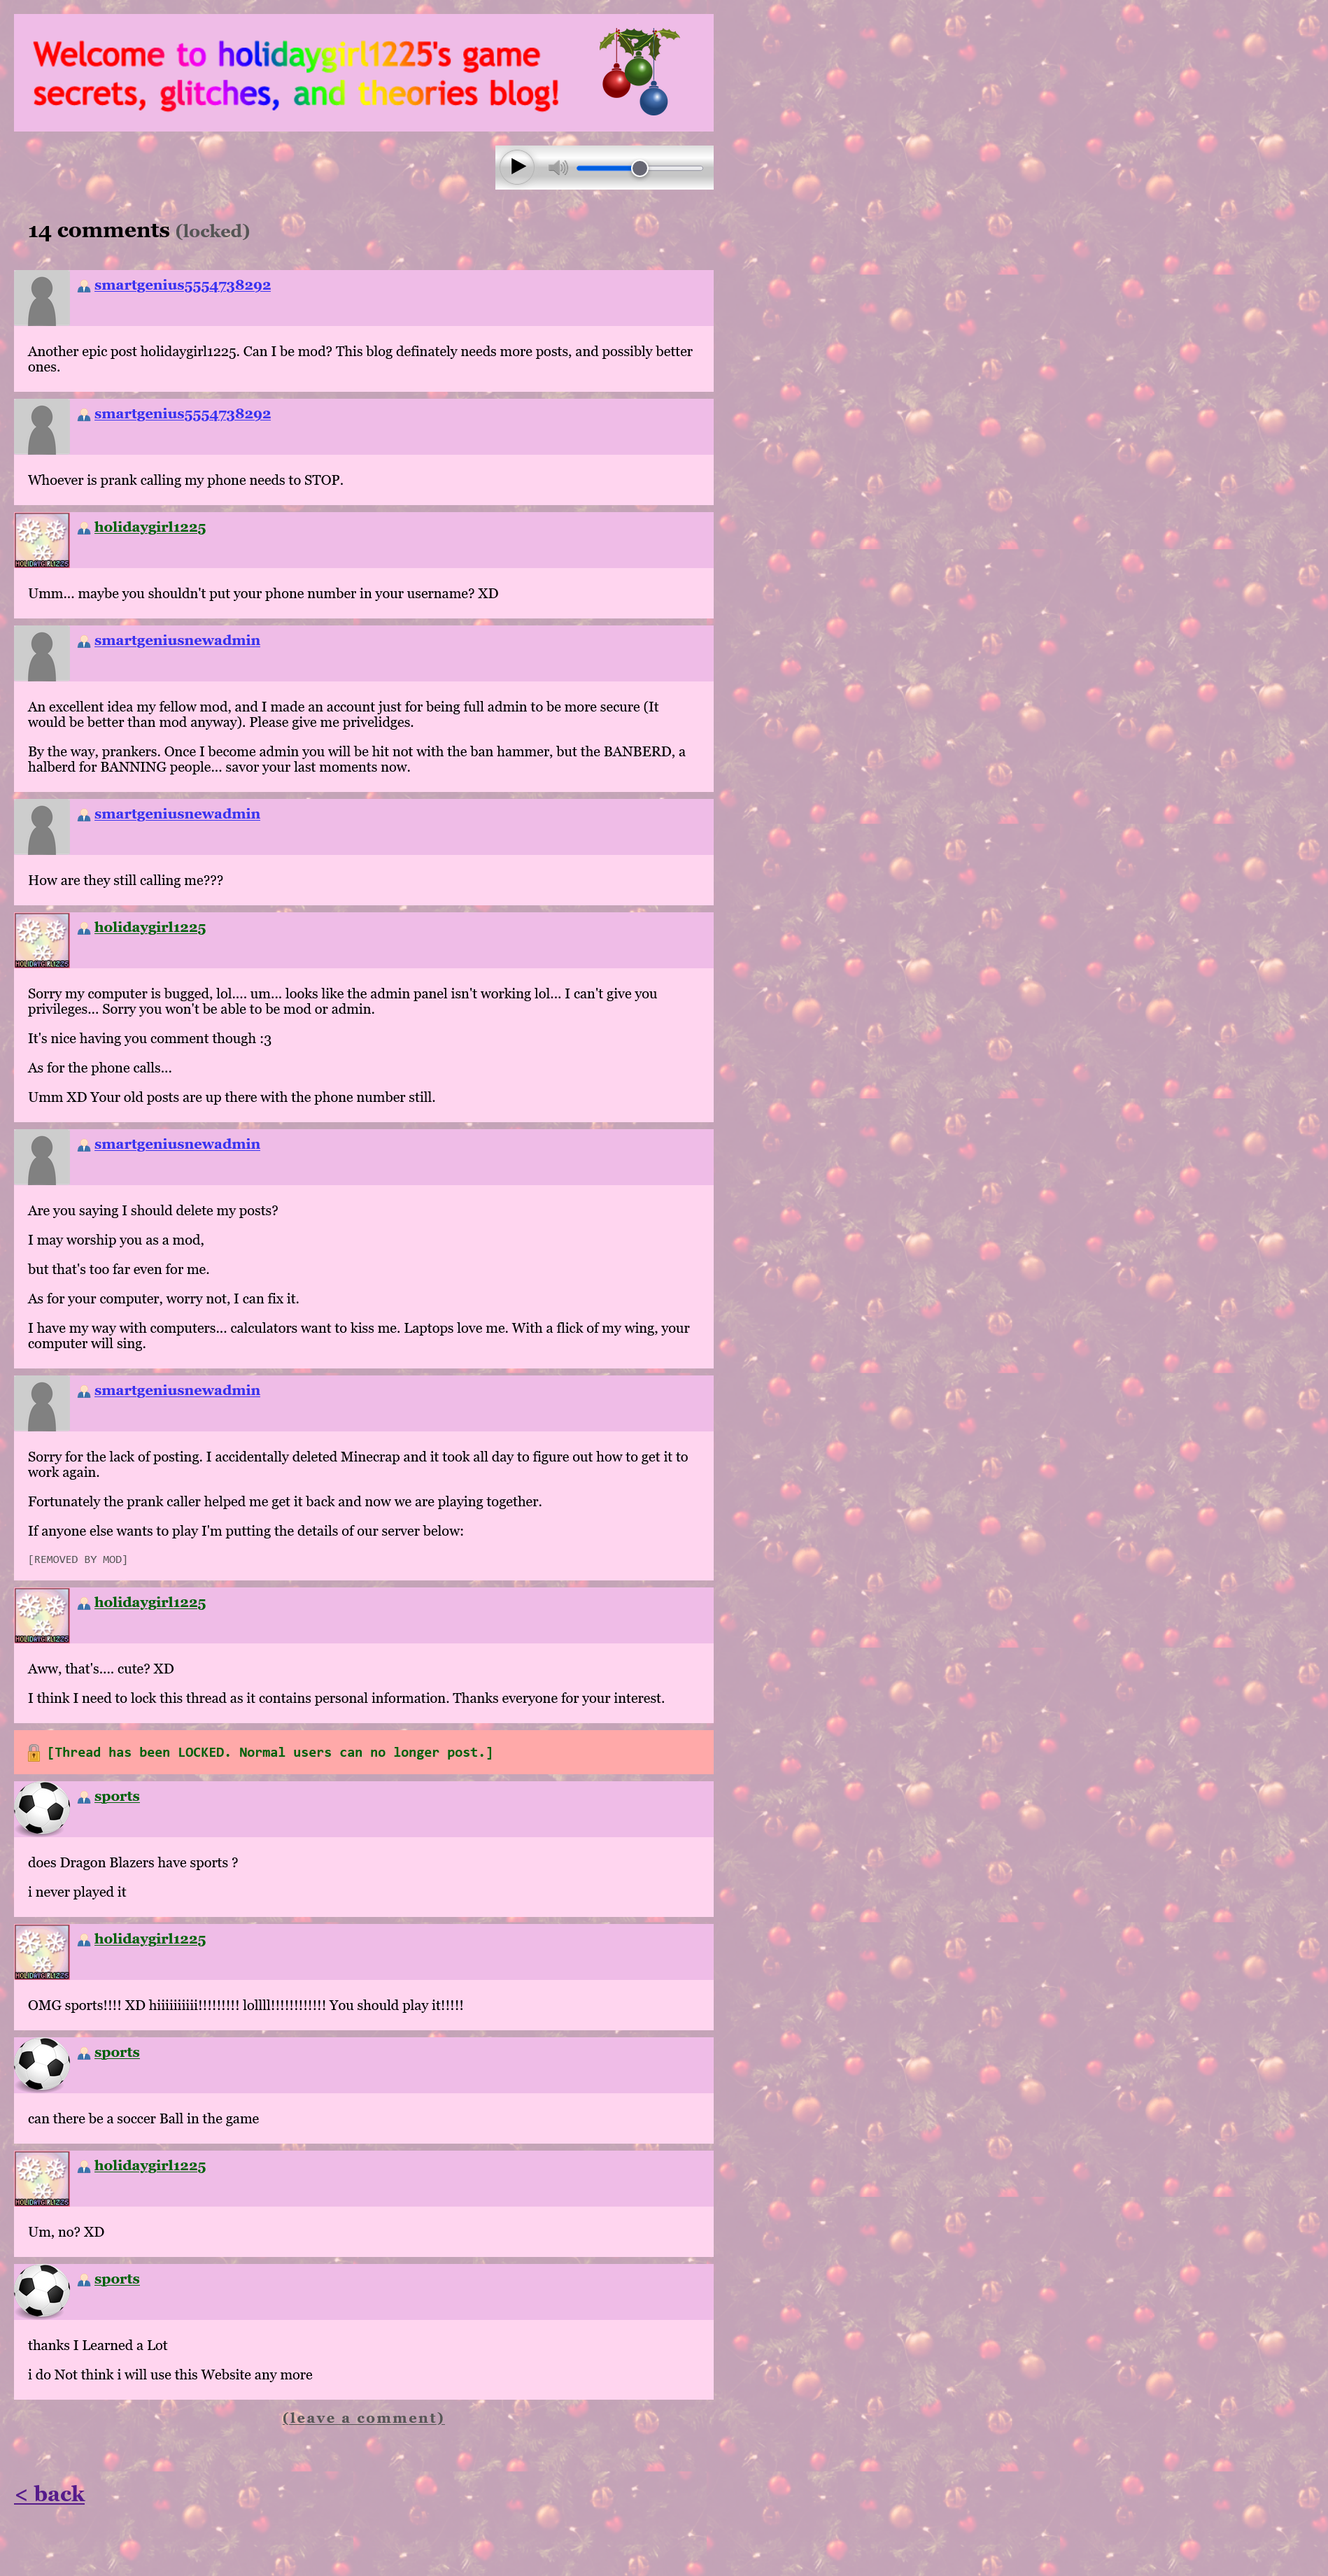 Welcome to holidaygirl1225's game
secrets, glitches, and theories blog!
14 comments (locked)
smartgenius5554738292
Another epic post holidaygirl1225. Can I be mod? This blog definately needs more posts, and possibly better
ones.
smartgenius5554738292
Whoever is prank calling my phone needs to STOP.
holidaygirl1225
HOLIDAYGIRL1225
Umm... maybe you shouldn't put your phone number in your username? XD
smartgeniusnewadmin
An excellent idea my fellow mod, and I made an account just for being full admin to be more secure (It
would be better than mod anyway). Please give me privelidges.
By the way, prankers. Once I become admin you will be hit not with the ban hammer, but the BANBERD, a
halberd for BANNING people... savor your last moments now.
smartgeniusnewadmin
How are they still calling me???
holidaygirl1225
HOLIDAYGIRL1225
Sorry my computer is bugged, lol.... um... looks like the admin panel isn't working lol... I can't give you
privileges... Sorry you won't be able to be mod or admin.
It's nice having you comment though :3
As for the phone calls...
Umm XD Your old posts are up there with the phone number still.
smartgeniusnewadmin
Are you saying I should delete my posts?
I may worship you as a mod,
but that's too far even for me.
As for your computer, worry not, I can fix it.
I have my way with computers... calculators want to kiss me. Laptops love me. With a flick of my wing, your
computer will sing.
smartgeniusnewadmin
Sorry for the lack of posting. I accidentally deleted Minecrap and it took all day to figure out how to get it to
work again.
Fortunately the prank caller helped me get it back and now we are playing together.
If anyone else wants to play I'm putting the details of our server below:
[REMOVED BY MOD]
holidaygirl1225
HOLIDAYGIRL1225
Aww, that's.... cute? XD
I think I need to lock this thread as it contains personal information. Thanks everyone for your interest.
[Thread has been LOCKED. Normal users can no longer post.]
sports
does Dragon Blazers have sports ?
i never played it
holidaygirl1225
HOLIDAYGIRL1225
OMG sports!!!! XD hiiiiiiiiii!!!!!!!!! lollll!!!!!!!!!!!! You should play it!!!!!
sports
can there be a soccer Ball in the game
holidaygirl1225
HOLIDAYGIRL1225
Um, no? XD
sports
thanks I Learned a Lot
i do Not think i will use this Website any more
(leave a comment)
< back